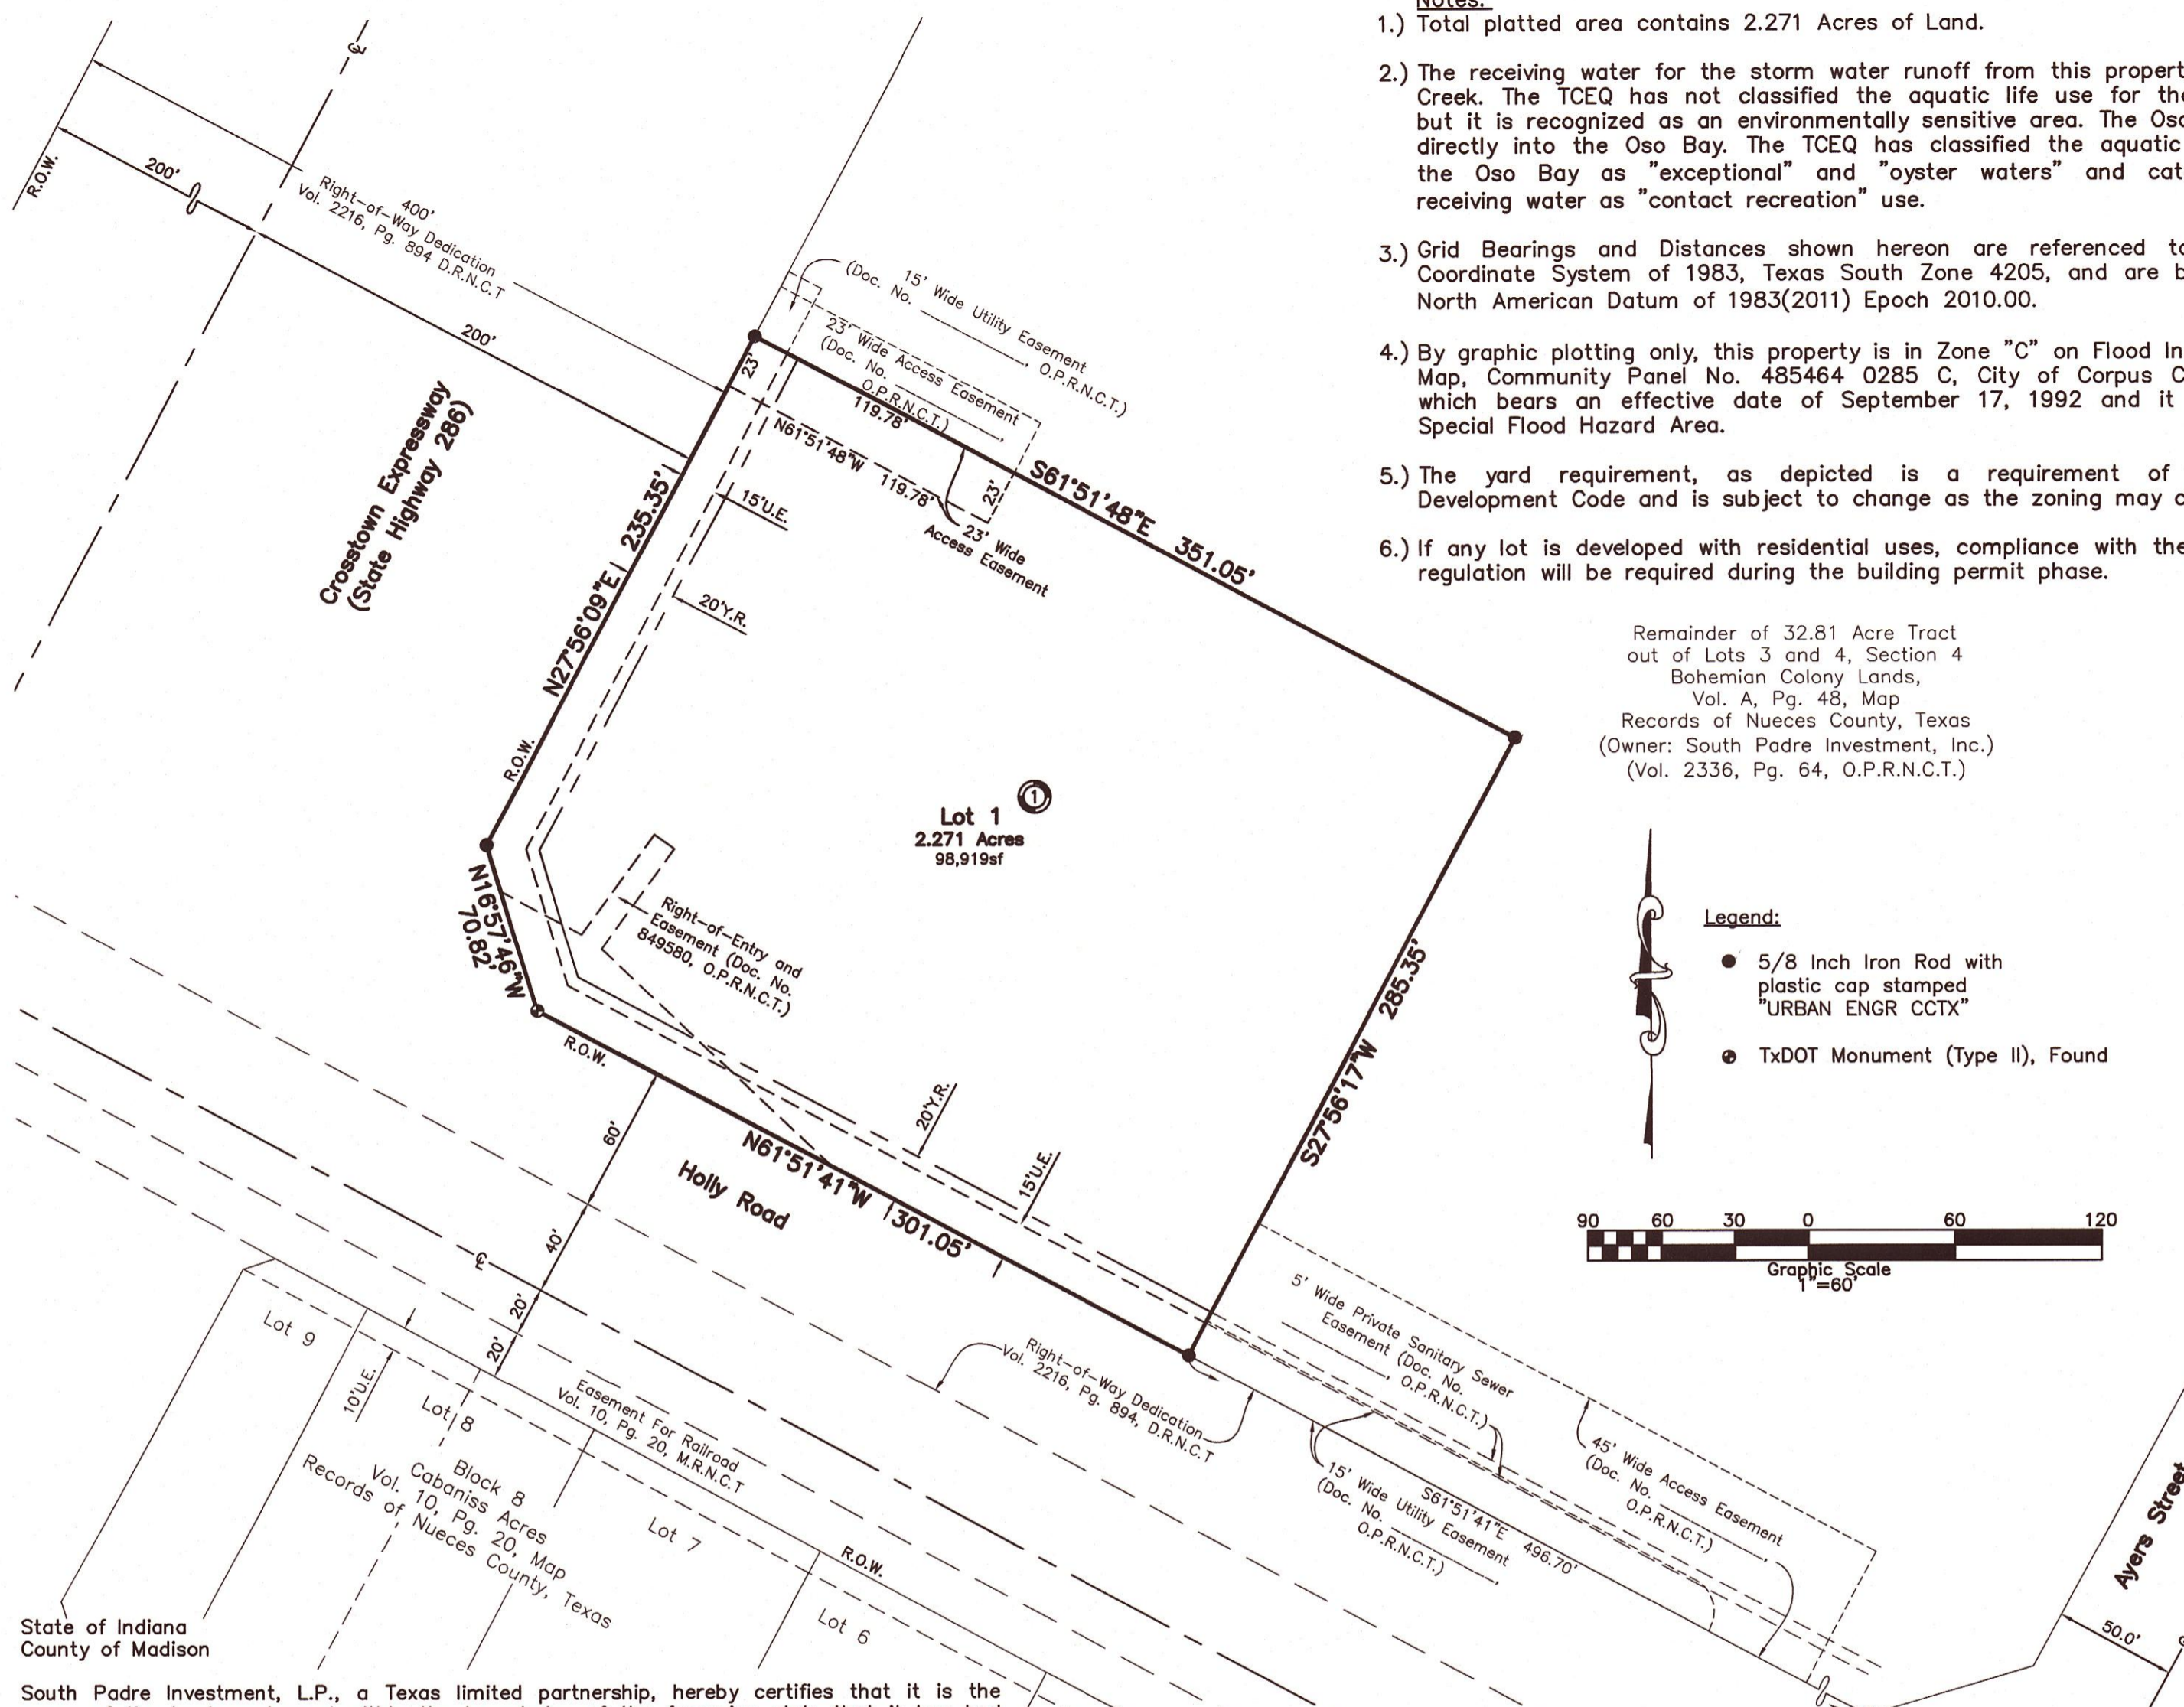 Notes:
1.) Total platted area contains 2.271 Acres of Land.
2.) The receiving water for the storm water runoff from this propert
Creek. The TCEQ has not classified the aquatic life use for the
but it is recognized as an environmentally sensitive area. The Oso
directly into the Oso Bay. The TCEQ has classified the aquatic
the Oso Bay as "exceptional" and "oyster waters" and cat
receiving water as "contact recreation" use.
3.) Grid Bearings and Distances shown hereon are referenced to
Coordinate System of 1983, Texas South Zone 4205, and are b
North American Datum of 1983(2011) Epoch 2010.00.
4.) By graphic plotting only, this property is in Zone "C" on Flood In
Map, Community Panel No. 485464 0285 C, City of Corpus C
which bears an effective date of September 17, 1992 and it
Special Flood Hazard Area.
5.) The yard requirement, as depicted is a requirement of
Development Code and is subject to change as the zoning may c
6.) If any lot is developed with residential uses, compliance with the
regulation will be required during the building permit phase.
Remainder of 32.81 Acre Tract
out of Lots 3 and 4, Section 4
Bohemian Colony Lands,
Vol. A, Pg. 48, Map
Records of Nueces County, Texas
(Owner: South Padre Investment, Inc.)
(Vol. 2336, Pg. 64, O.P.R.N.C.T.)
Legend:
5/8 Inch Iron Rod with
plastic cap stamped
"URBAN ENGR CCTX"
TxDOT Monument (Type II), Found
90 60 30 0 60 120
Graphic Scale
1"=60'
R.O.W.
200'
400'
Right-of-Way Dedication
Vol. 2216, Pg. 894 D.R.N.C.T
200'
Crosstown Expressway
(State Highway 286)
15' Wide Utility Easement
(Doc. No. ________, O.P.R.N.C.T.)
23' Wide Access Easement
(Doc. No. ________,
O.P.R.N.C.T.)
119.78'
23'
N61°51'48"W 119.78'
23'
23' Wide
Access Easement
S61°51'48"E 351.05'
15'U.E.
20'Y.R.
N27°56'09"E 235.35'
R.O.W.
Lot 1
1
2.271 Acres
98,919sf
N16°57'46"W
70.82'
Right-of-Entry and
Easement (Doc. No.
849580, O.P.R.N.C.T.)
S27°56'17"W 285.35'
R.O.W.
60'
40'
20'
20'
N61°51'41"W 301.05'
Holly Road
20'Y.R.
15'U.E.
Right-of-Way Dedication
Vol. 2216, Pg. 894, D.R.N.C.T
5' Wide Private Sanitary Sewer
Easement (Doc. No.
________, O.P.R.N.C.T.)
45' Wide Access Easement
(Doc. No. ________,
O.P.R.N.C.T.)
S61°51'41"E 496.70'
15' Wide Utility Easement
(Doc. No. ________,
O.P.R.N.C.T.)
Ayers Street
50.0'
Lot 9
10'U.E.
Lot 8
Easement For Railroad
Vol. 10, Pg. 20, M.R.N.C.T
Block 8
Cabaniss Acres
Vol. 10, Pg. 20, Map
Records of Nueces County, Texas
Lot 7
R.O.W.
Lot 6
State of Indiana
County of Madison
South Padre Investment, L.P., a Texas limited partnership, hereby certifies that it is the